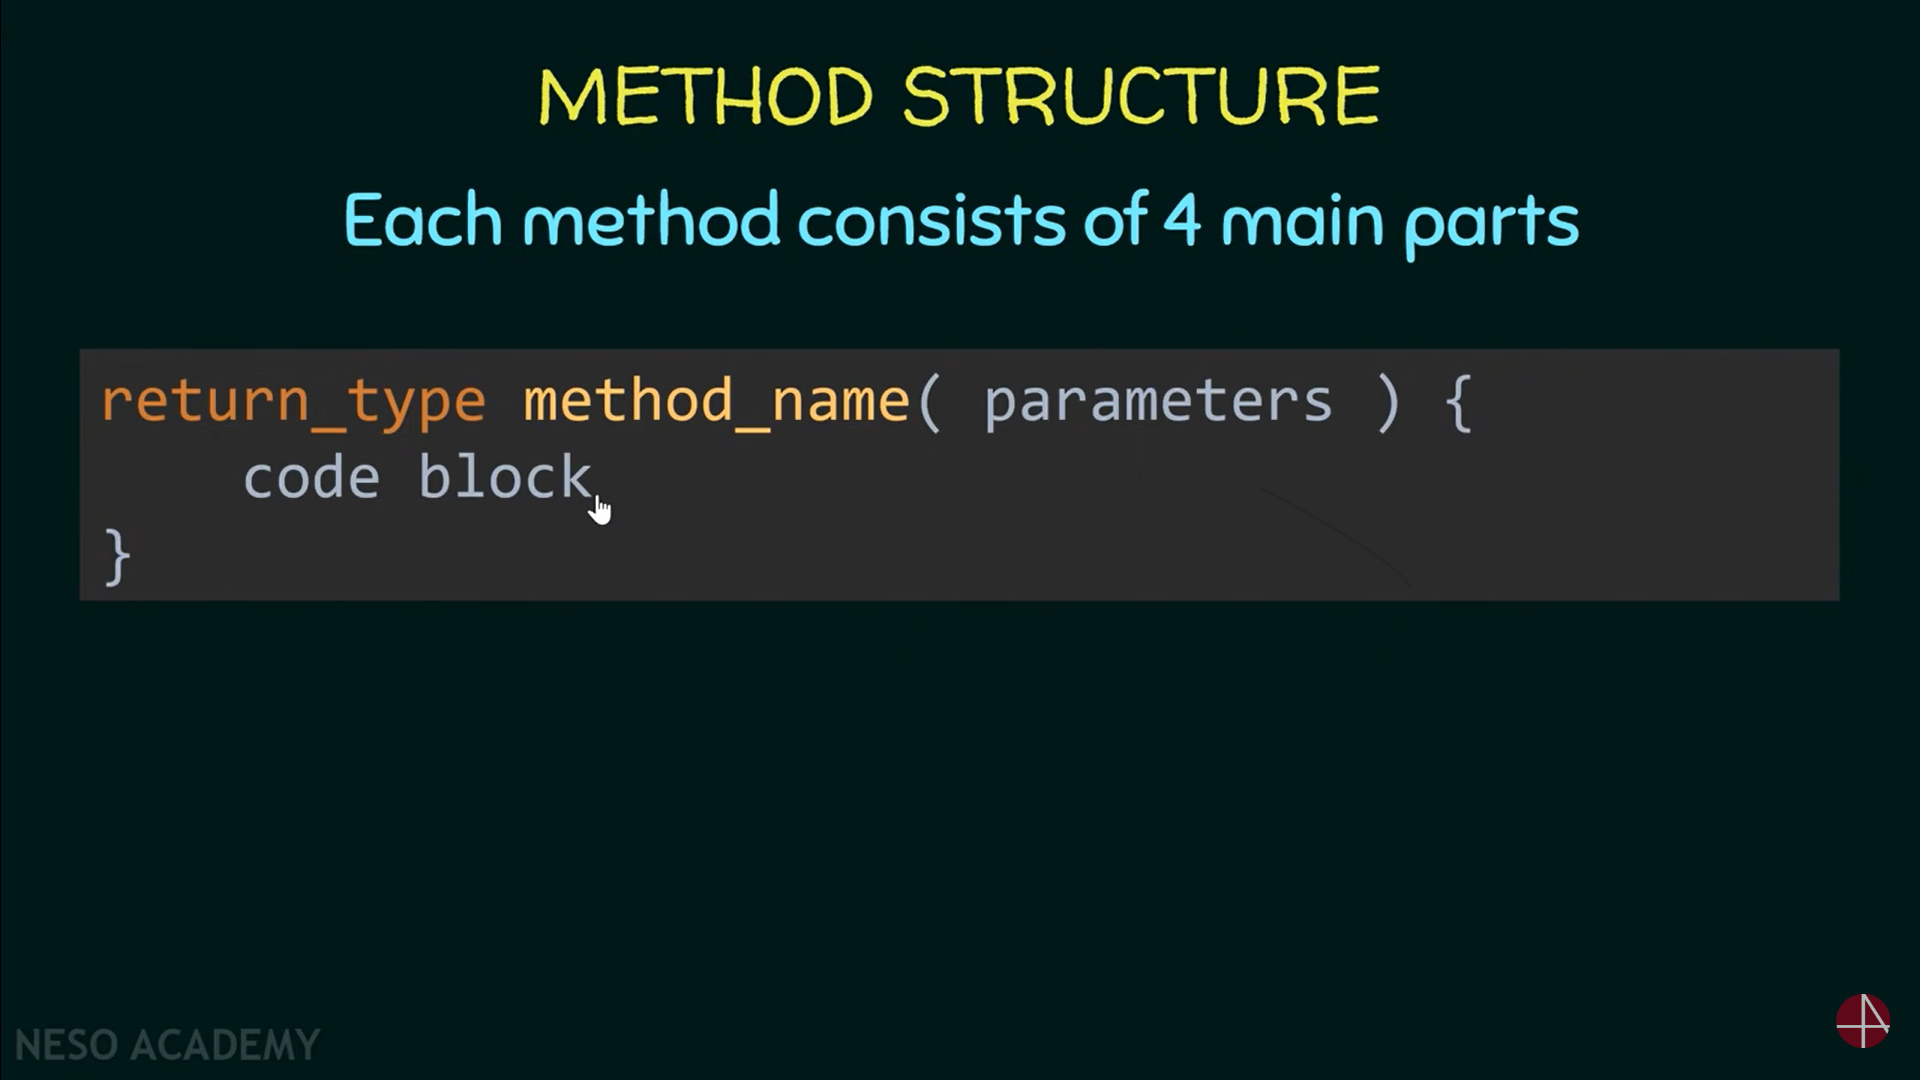 METHOD STRUCTURE
Each method consists of 4 main parts
return_type method_name( parameters ) {
    code block
}
NESO ACADEMY